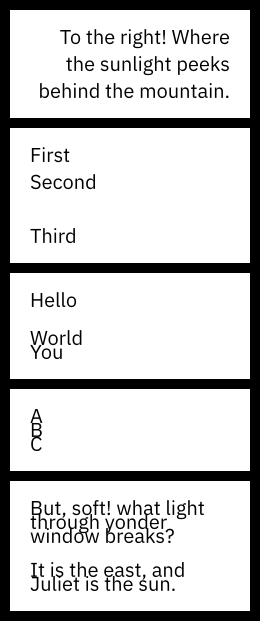 To the right! Where
the sunlight peeks
behind the mountain.
First
Second
Third
Hello
World
You
A
B
C
But, soft! what light
through yonder
window breaks?
It is the east, and
Juliet is the sun.